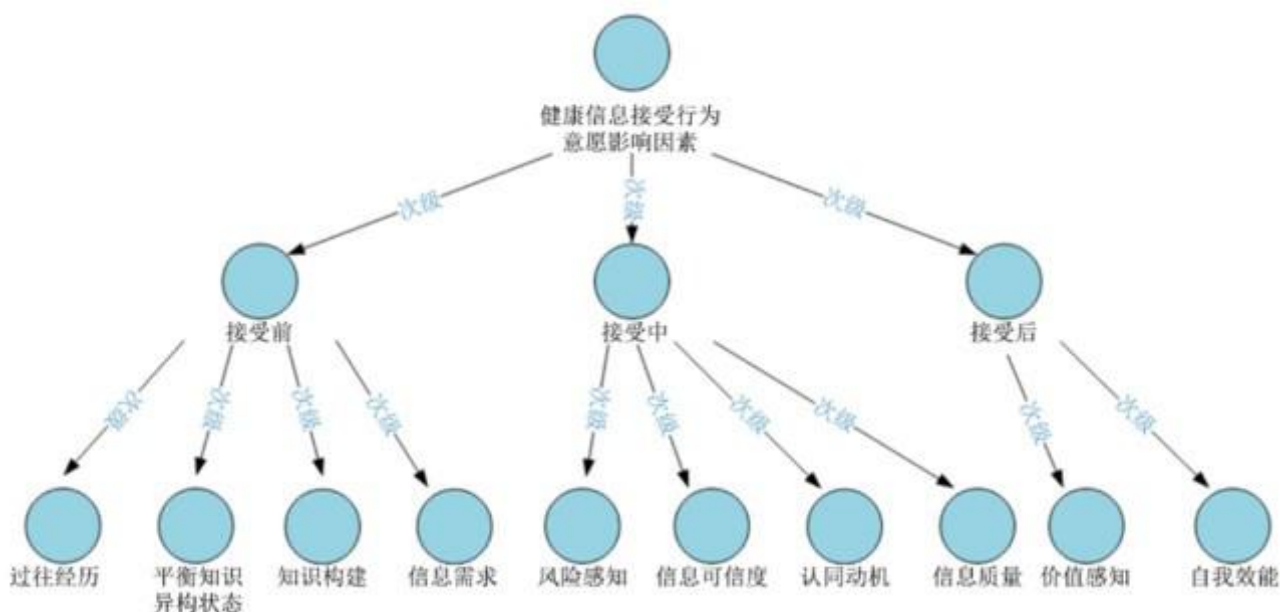 健康信息接受行为
意愿影响因素
次级
次级
次级
接受前
接受中
接受后
次级
次级
次级
次级
次级
次级
次级
次级
次级
次级
过往经历
平衡知识
异构状态
知识构建
信息需求
风险感知
信息可信度
认同动机
信息质量
价值感知
自我效能